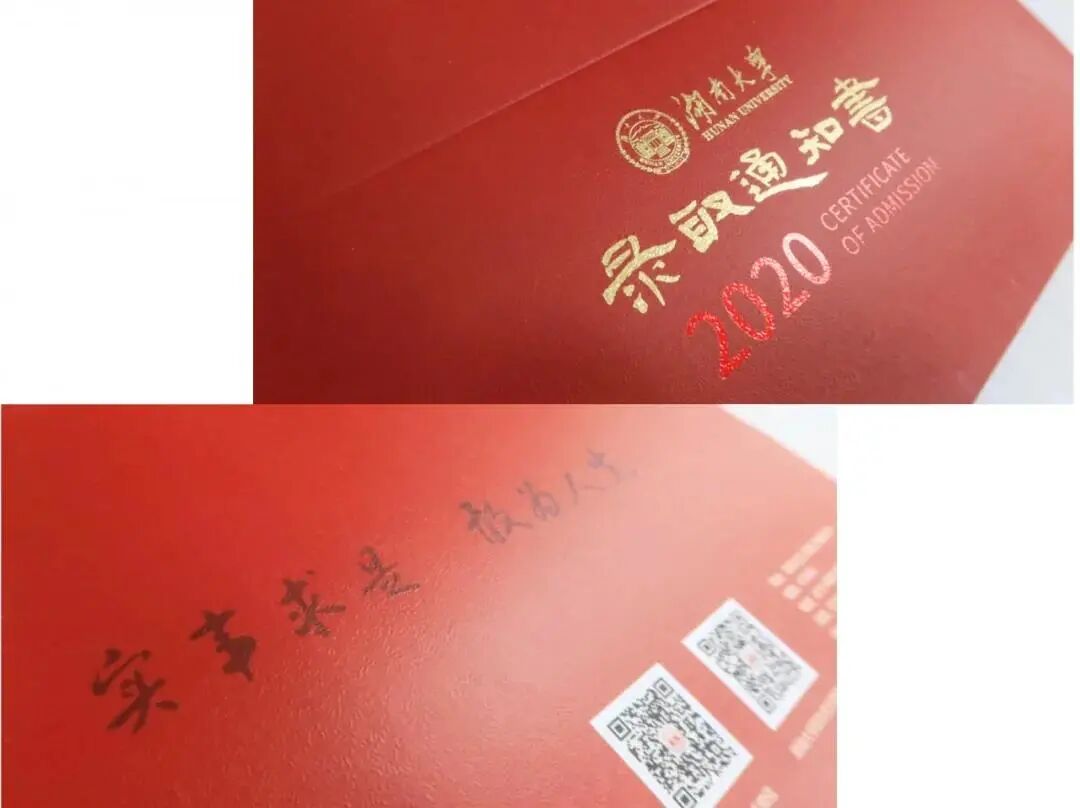 湖南大学
HUNAN UNIVERSITY
录取通知書
2020
CERTIFICATE
OF ADMISSION
实事求是 敢为人先